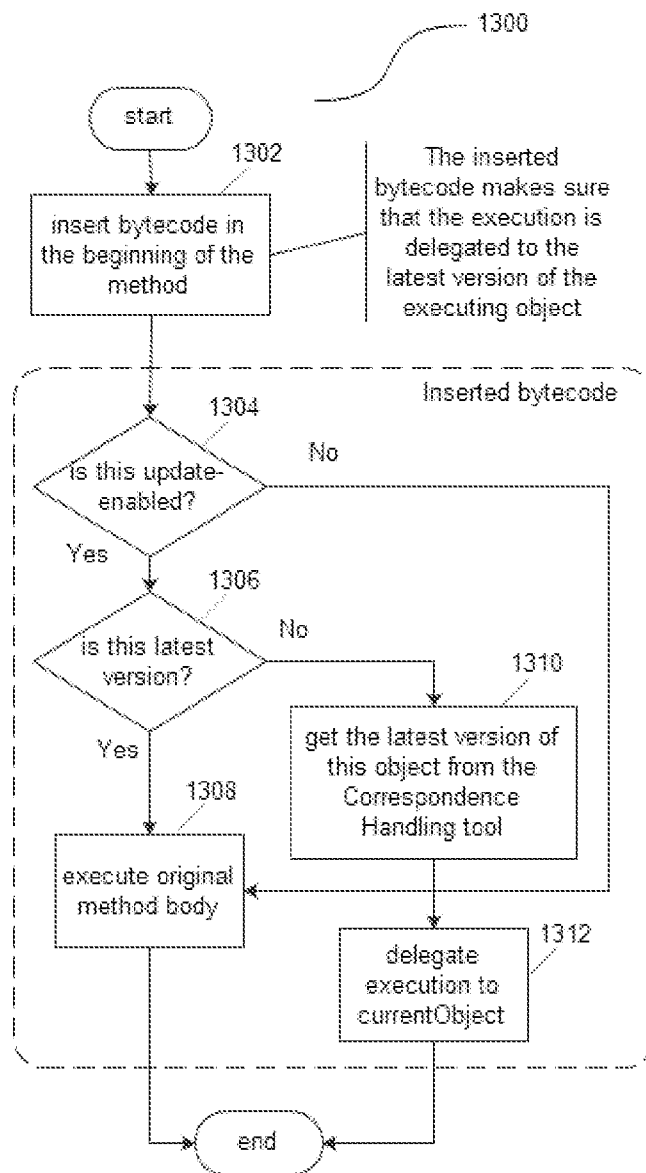 1300
start
1302
insert bytecode in
the beginning of the
method
The inserted
bytecode makes sure
that the execution is
delegated to the
latest version of the
executing object
Inserted bytecode
1304
is this update-
enabled?
No
Yes
1306
is this latest
version?
No
Yes
1310
get the latest version of
this object from the
Correspondence
Handling tool
1308
execute original
method body
1312
delegate
execution to
currentObject
end